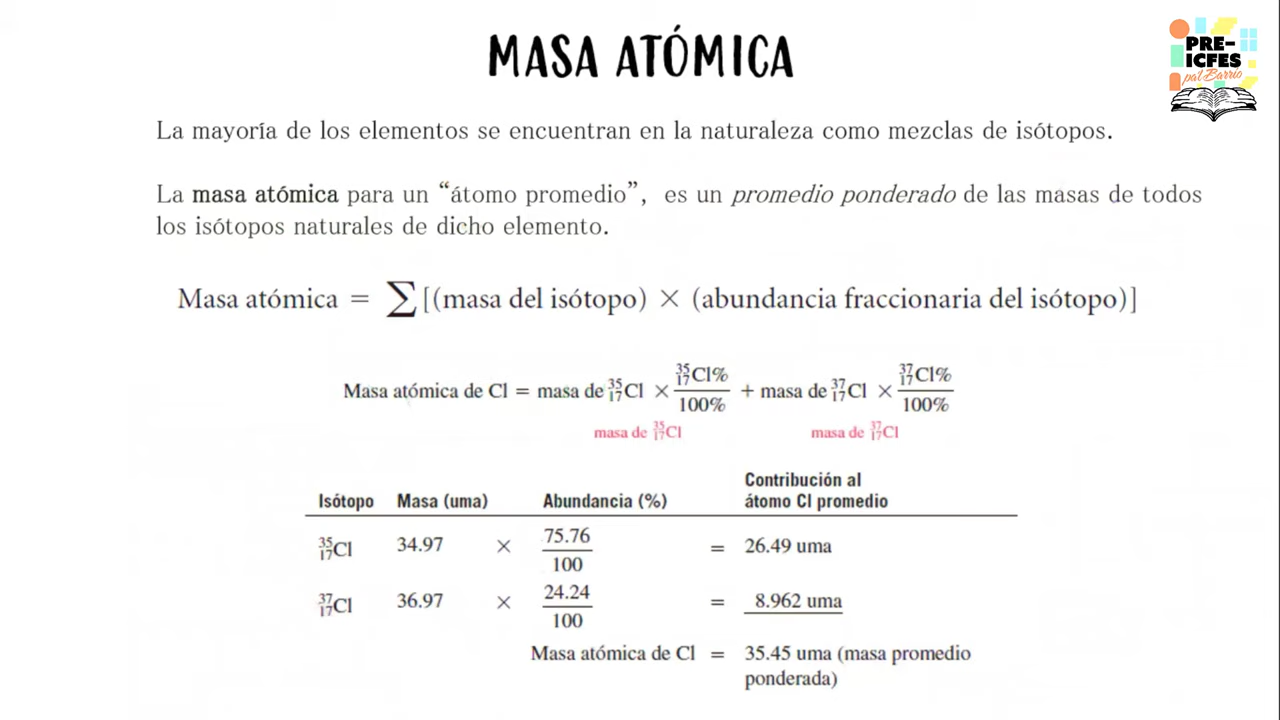 MASA ATÓMICA
PRE-
ICFES
pal Barrio
La mayoría de los elementos se encuentran en la naturaleza como mezclas de isótopos.
La masa atómica para un “átomo promedio”, es un promedio ponderado de las masas de todos
los isótopos naturales de dicho elemento.
Masa atómica = ∑[(masa del isótopo) × (abundancia fraccionaria del isótopo)]
Masa atómica de Cl = masa de ³⁵₁₇Cl × ³⁵₁₇Cl%/100% + masa de ³⁷₁₇Cl × ³⁷₁₇Cl%/100%
masa de ³⁵₁₇Cl masa de ³⁷₁₇Cl
Isótopo Masa (uma) Abundancia (%) Contribución al
átomo Cl promedio
³⁵₁₇Cl 34.97 × 75.76/100 = 26.49 uma
³⁷₁₇Cl 36.97 × 24.24/100 = 8.962 uma
Masa atómica de Cl = 35.45 uma (masa promedio
ponderada)